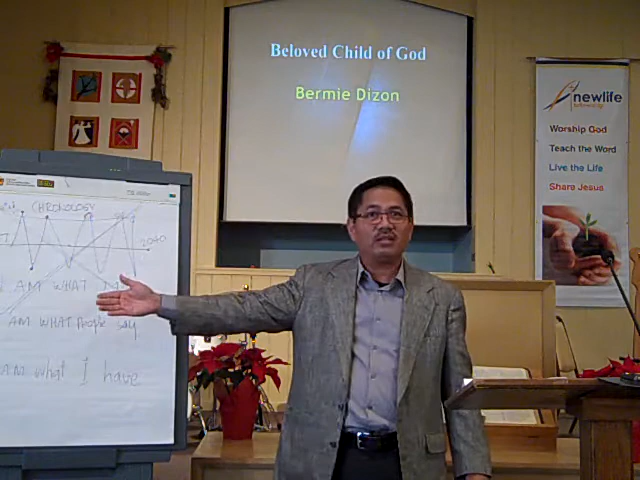 Beloved Child of God
Bermie Dizon
newlife
fellowship
Worship God
Teach the Word
Live the Life
Share Jesus
CHRONOLOGY
2040
AM WHAT I
AM WHAT People say
AM what I have